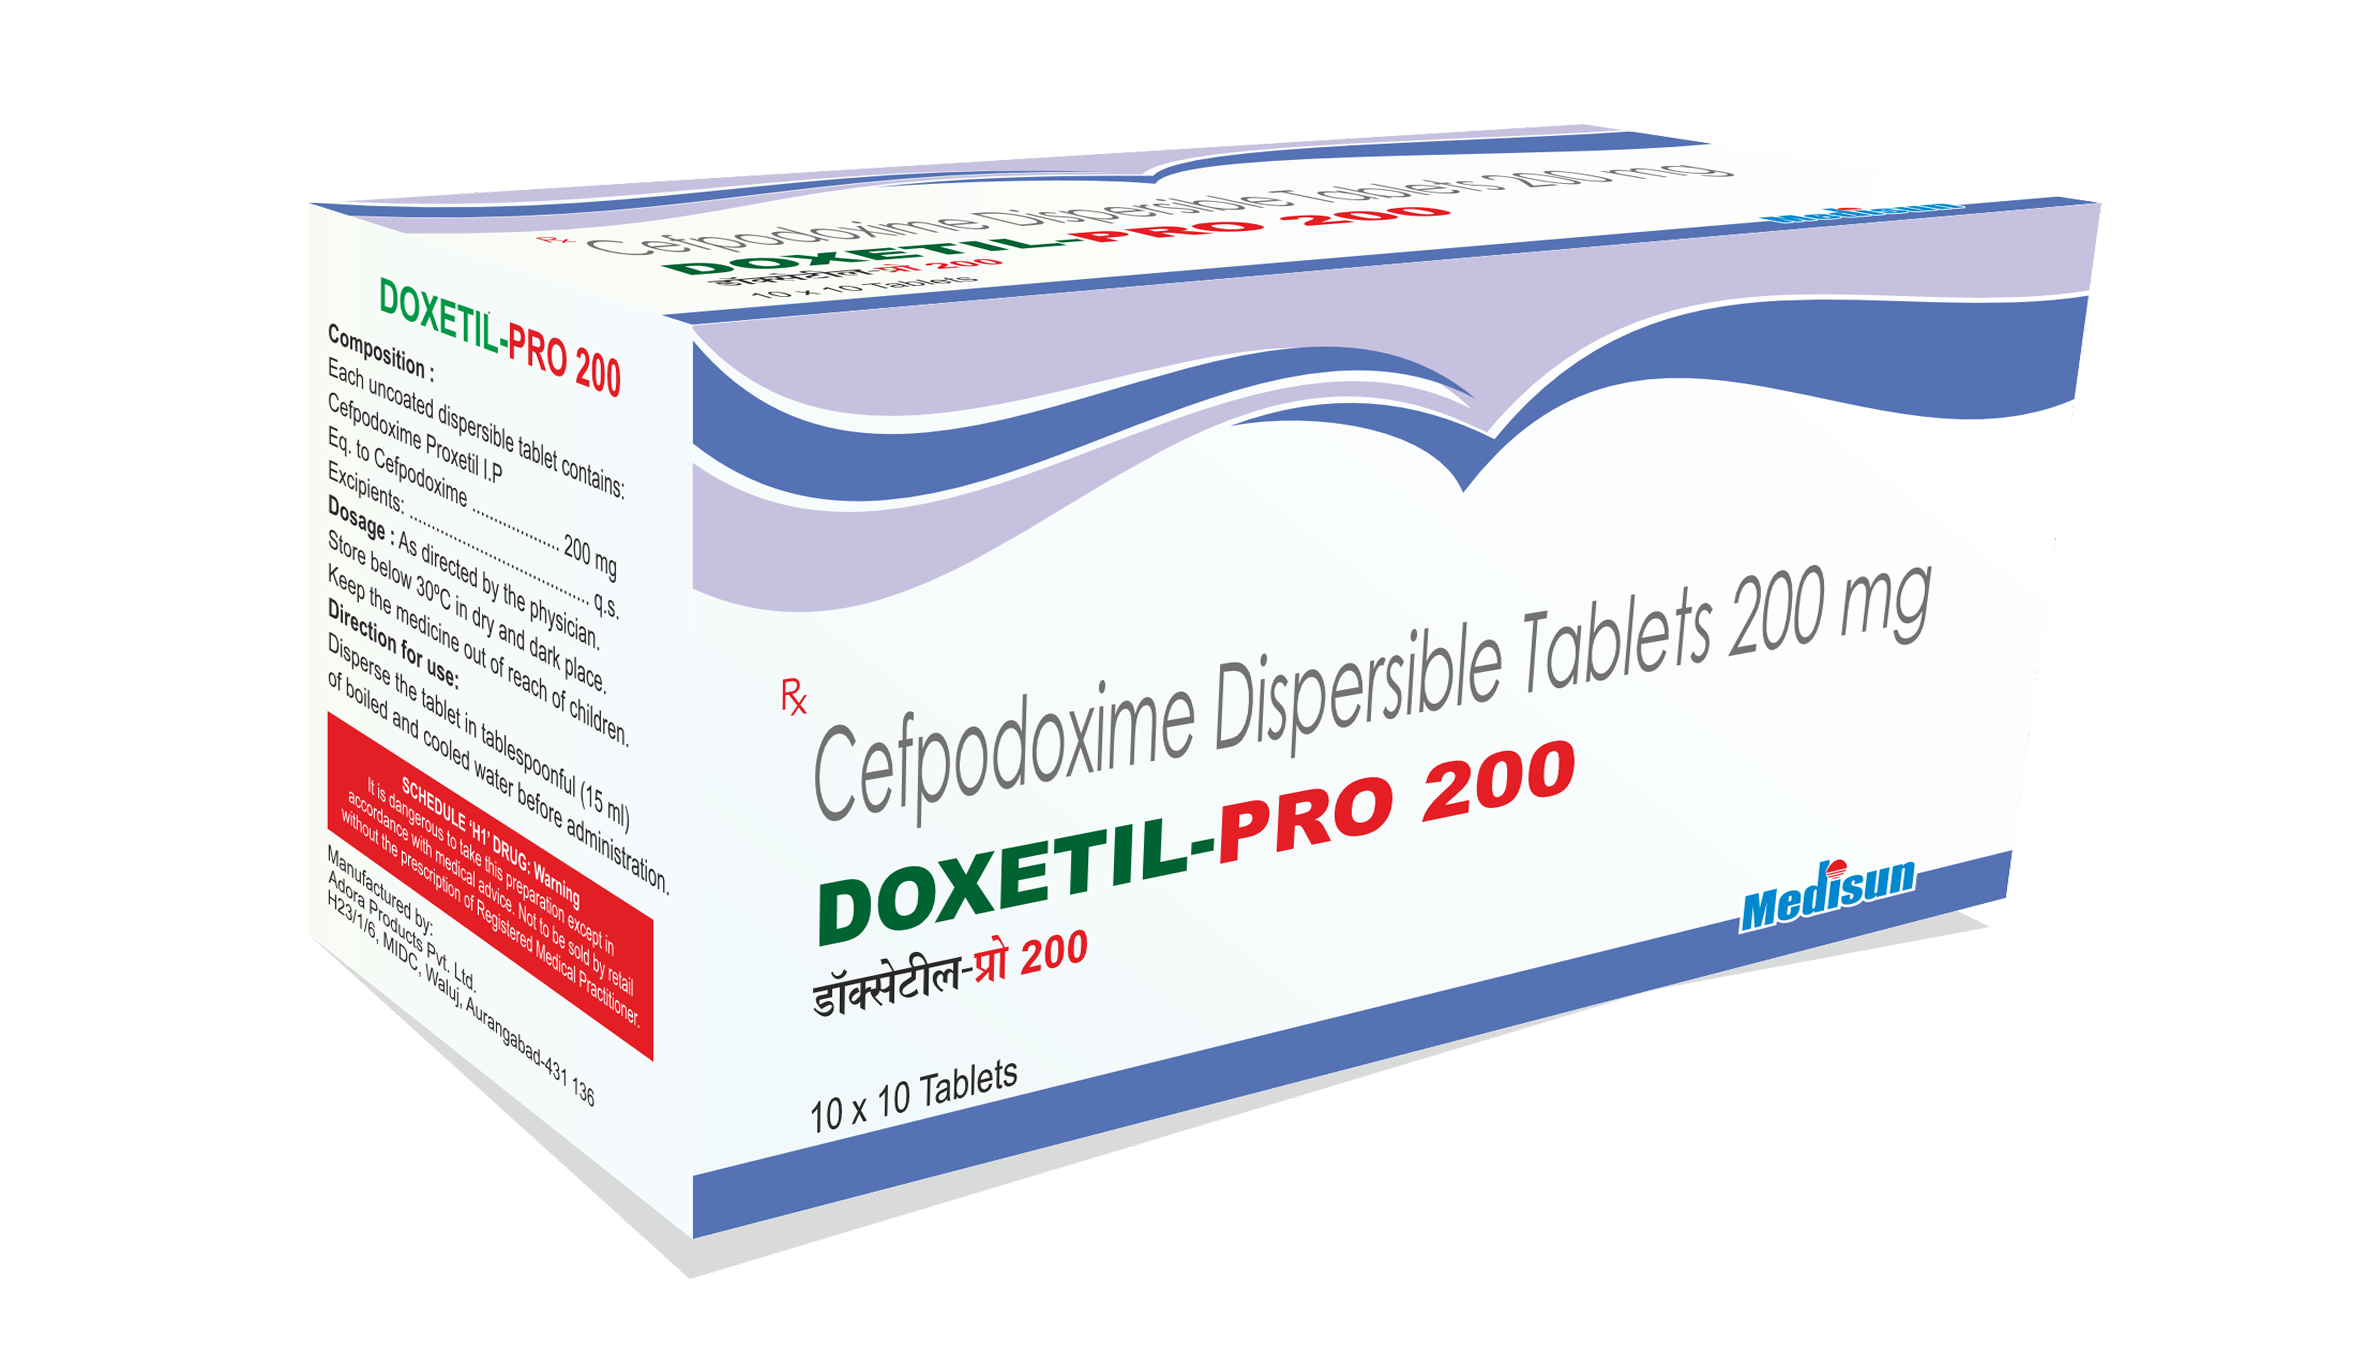 Rx Cefpodoxime Dispersible Tablets 200 mg
DOXETIL-PRO 200
डॉक्सेटील-प्रो 200
10 x 10 Tablets
Medisun
DOXETIL-PRO 200
Composition :
Each uncoated dispersible tablet contains:
Cefpodoxime Proxetil I.P
Eq. to Cefpodoxime .................... 200 mg
Excipients: ........................................ q.s.
Dosage : As directed by the physician.
Store below 30ºC in dry and dark place.
Keep the medicine out of reach of children.
Direction for use:
Disperse the tablet in tablespoonful (15 ml)
of boiled and cooled water before administration.
SCHEDULE ‘H1’ DRUG: Warning
It is dangerous to take this preparation except in
accordance with medical advice. Not to be sold by retail
without the prescription of Registered Medical Practitioner.
Manufactured by:
Adora Products Pvt. Ltd.
H23/1/6, MIDC, Waluj, Aurangabad-431 136
Rx Cefpodoxime Dispersible Tablets 200 mg
DOXETIL-PRO 200
डॉक्सेटील-प्रो 200
10 x 10 Tablets
Medisun